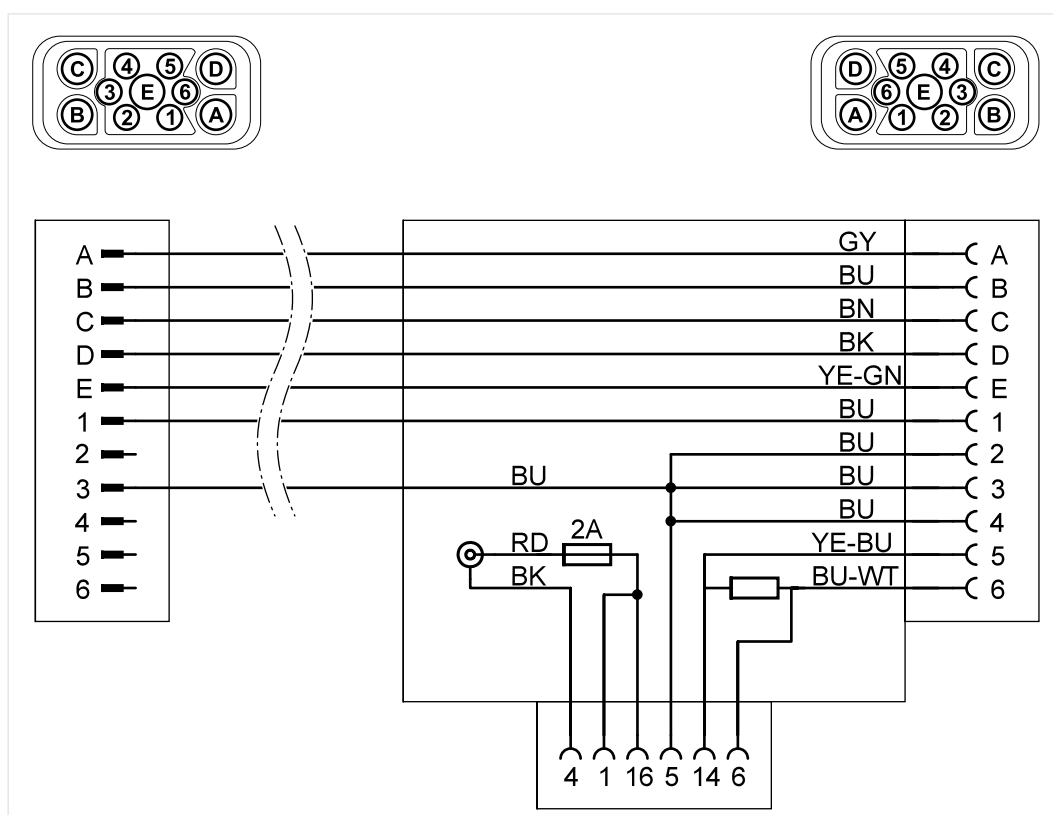 C 4 5 D
3 E 6
B 2 1 A
D 5 4 C
6 E 3
A 1 2 B
A GY A
B BU B
C BN C
D BK D
E YE-GN E
1 BU 1
2 BU 2
3 BU BU 3
4 BU 4
5 RD 2A YE-BU 5
6 BK BU-WT 6
4 1 16 5 14 6